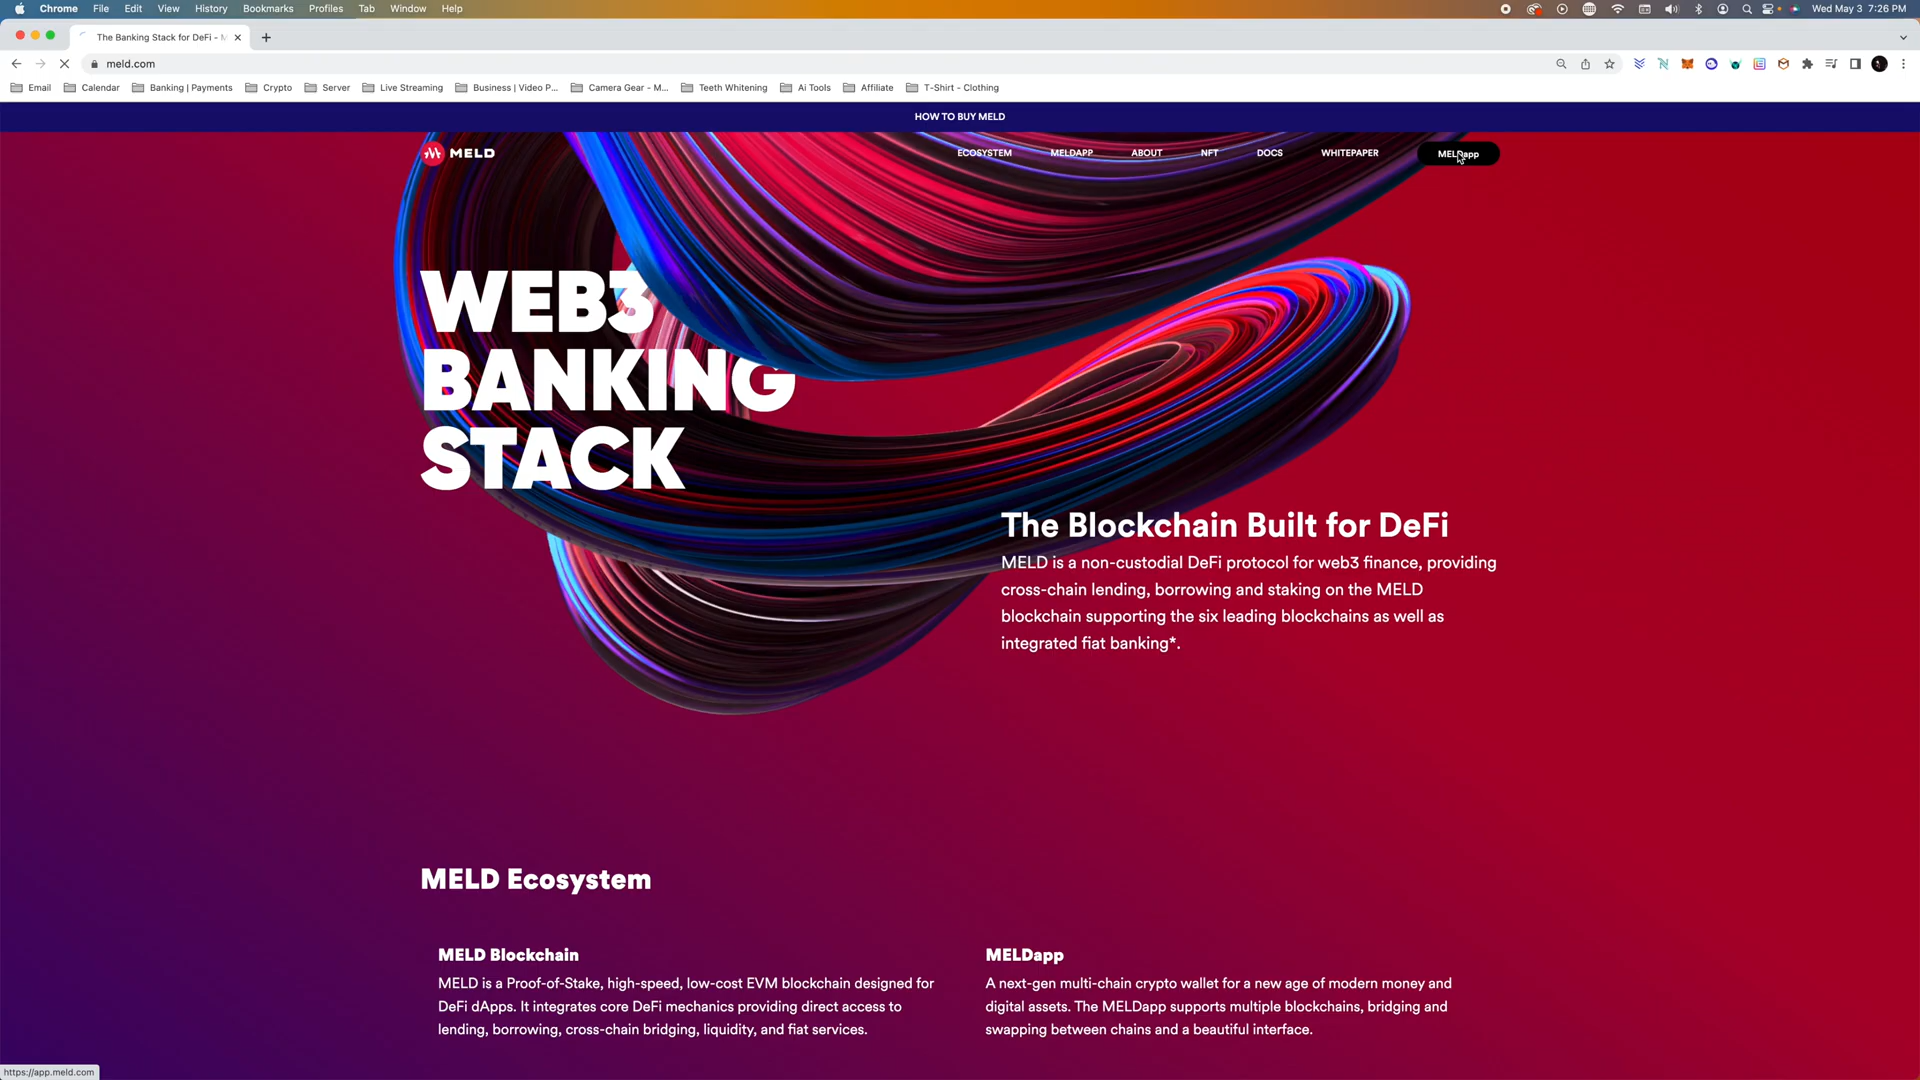 Chrome File Edit View History Bookmarks Profiles Tab Window Help Wed May 3 7:26 PM
The Banking Stack for DeFi -
meld.com
Email Calendar Banking | Payments Crypto Server Live Streaming Business | Video P... Camera Gear - M... Teeth Whitening Ai Tools Affiliate T-Shirt - Clothing
HOW TO BUY MELD
MELD ECOSYSTEM MELDAPP ABOUT NFT DOCS WHITEPAPER MELDapp
WEB3
BANKING
STACK
The Blockchain Built for DeFi
MELD is a non-custodial DeFi protocol for web3 finance, providing
cross-chain lending, borrowing and staking on the MELD
blockchain supporting the six leading blockchains as well as
integrated fiat banking*.
MELD Ecosystem
MELD Blockchain
MELD is a Proof-of-Stake, high-speed, low-cost EVM blockchain designed for
DeFi dApps. It integrates core DeFi mechanics providing direct access to
lending, borrowing, cross-chain bridging, liquidity, and fiat services.
MELDapp
A next-gen multi-chain crypto wallet for a new age of modern money and
digital assets. The MELDapp supports multiple blockchains, bridging and
swapping between chains and a beautiful interface.
https://app.meld.com